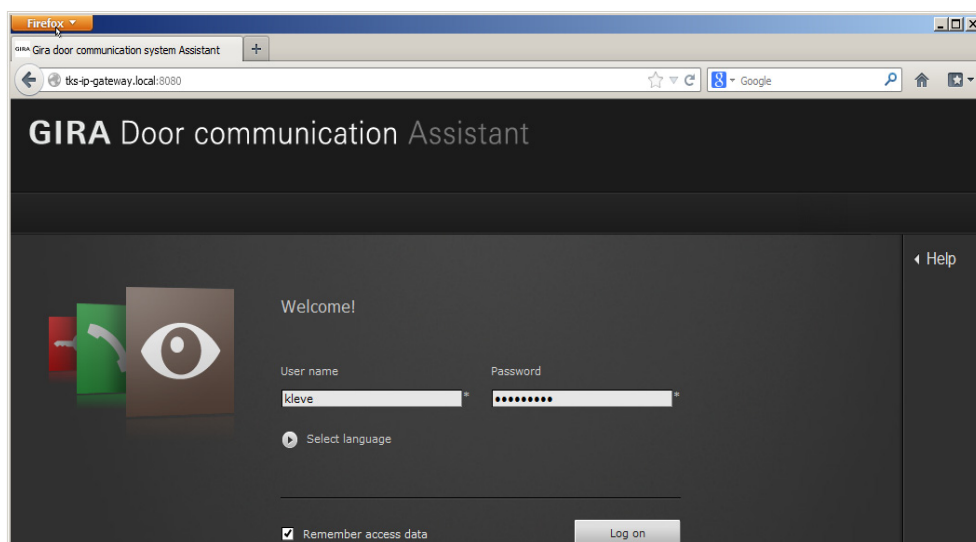 Firefox
GIRA Gira door communication system Assistant
tks-ip-gateway.local:8080
Google
GIRA Door communication Assistant
Help
Welcome!
User name Password
kleve * ●●●●●●●●● *
Select language
Remember access data Log on